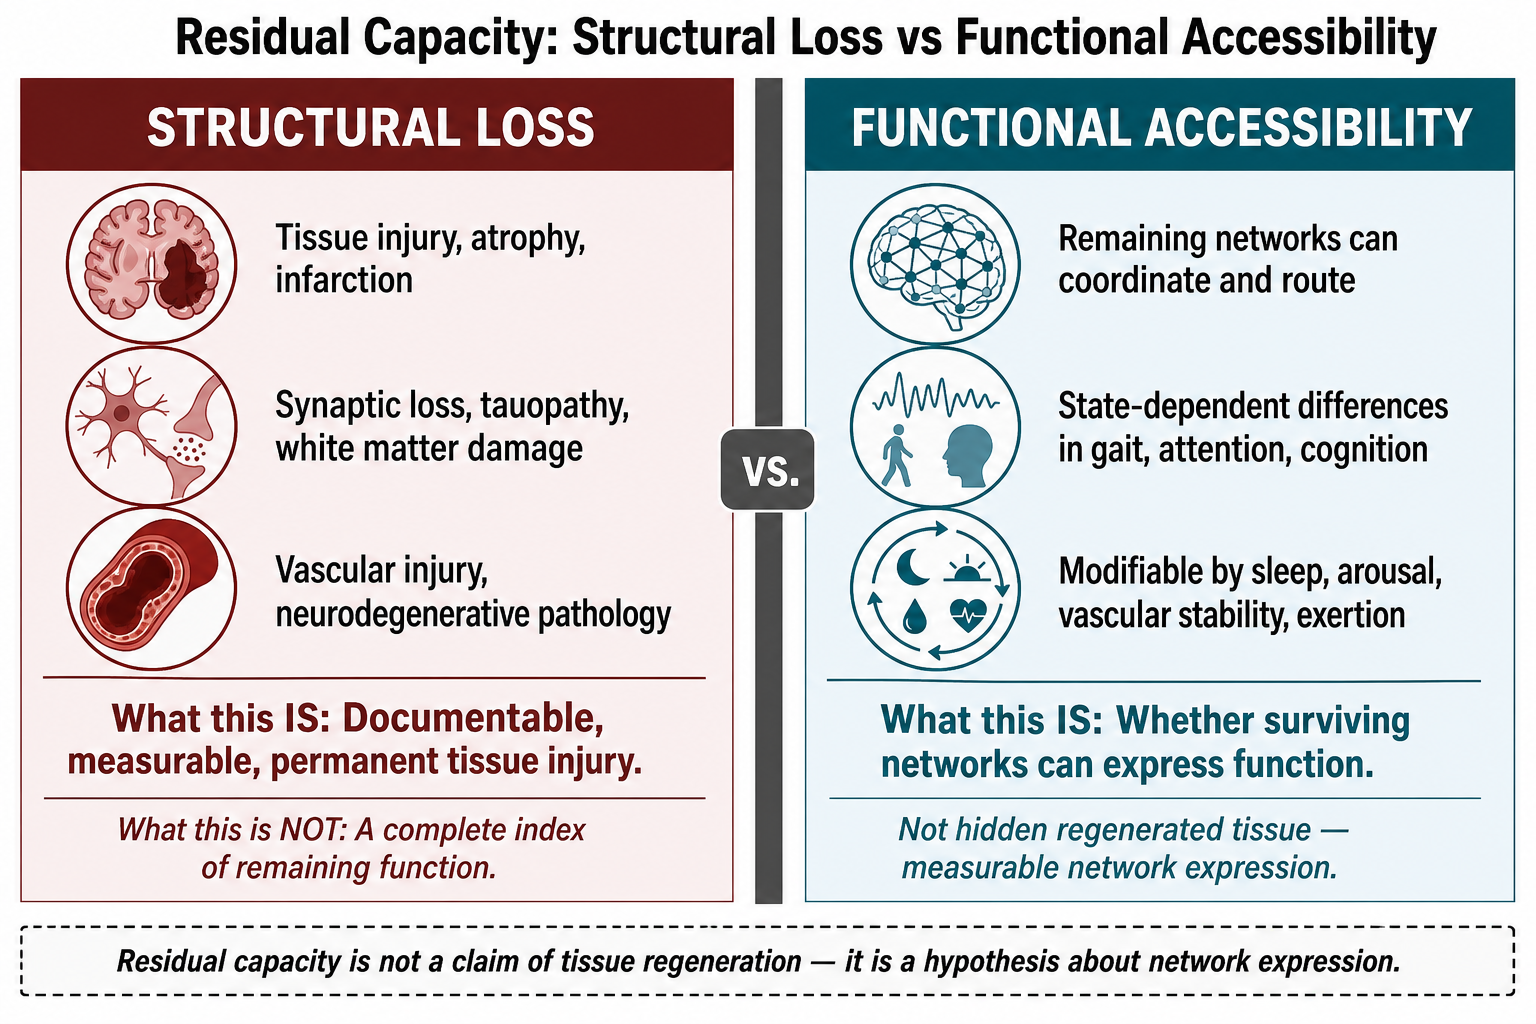 Residual Capacity: Structural Loss vs Functional Accessibility
STRUCTURAL LOSS
Tissue injury, atrophy,
infarction
Synaptic loss, tauopathy,
white matter damage
Vascular injury,
neurodegenerative pathology
What this IS: Documentable,
measurable, permanent tissue injury.
What this is NOT: A complete index
of remaining function.
VS.
FUNCTIONAL ACCESSIBILITY
Remaining networks can
coordinate and route
State-dependent differences
in gait, attention, cognition
Modifiable by sleep, arousal,
vascular stability, exertion
What this IS: Whether surviving
networks can express function.
Not hidden regenerated tissue —
measurable network expression.
Residual capacity is not a claim of tissue regeneration — it is a hypothesis about network expression.